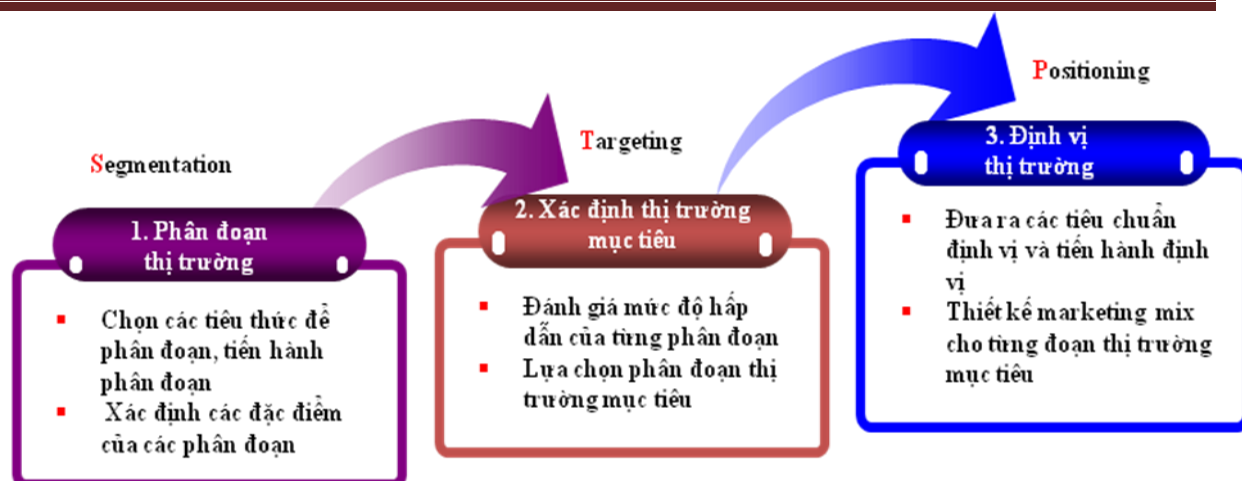 Segmentation
1. Phân đoạn
thị trường
▪ Chọn các tiêu thức để
phân đoạn, tiến hành
phân đoạn
▪ Xác định các đặc điểm
của các phân đoạn
Targeting
2. Xác định thị trường
mục tiêu
▪ Đánh giá mức độ hấp
dẫn của từng phân đoạn
▪ Lựa chọn phân đoạn thị
trường mục tiêu
Positioning
3. Định vị
thị trường
▪ Đưa ra các tiêu chuẩn
định vị và tiến hành định
vị
▪ Thiết kế marketing mix
cho từng đoạn thị trường
mục tiêu